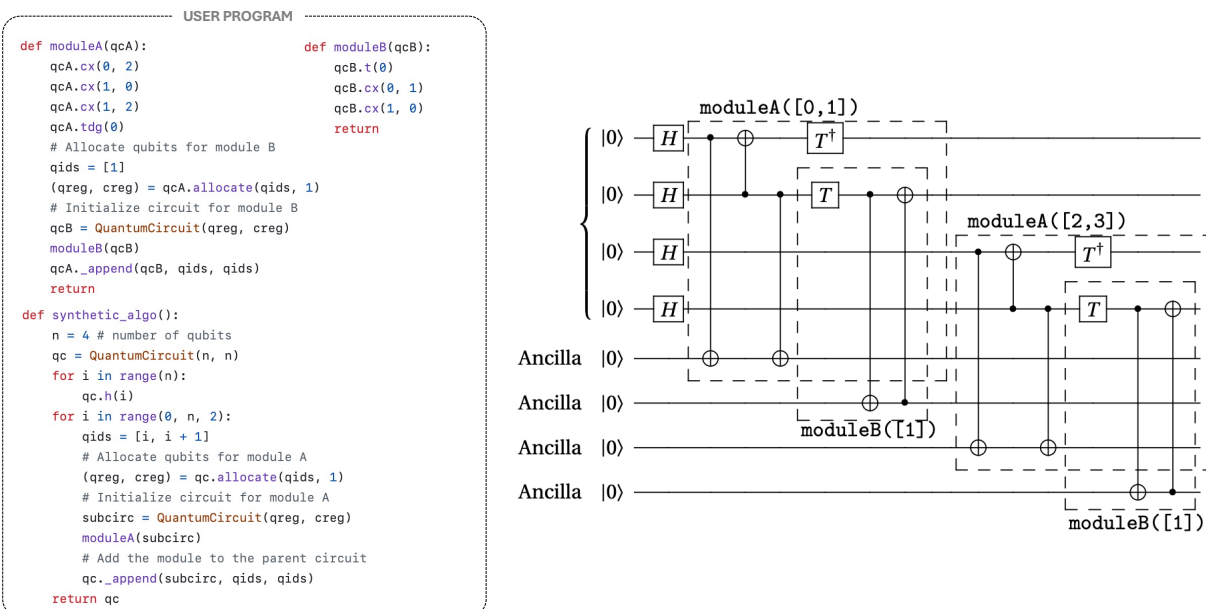 USER PROGRAM
def moduleA(qcA):
qcA.cx(0, 2)
qcA.cx(1, 0)
qcA.cx(1, 2)
qcA.tdg(0)
# Allocate qubits for module B
qids = [1]
(qreg, creg) = qcA.allocate(qids, 1)
# Initialize circuit for module B
qcB = QuantumCircuit(qreg, creg)
moduleB(qcB)
qcA._append(qcB, qids, qids)
return
def moduleB(qcB):
qcB.t(0)
qcB.cx(0, 1)
qcB.cx(1, 0)
return
def synthetic_algo():
n = 4 # number of qubits
qc = QuantumCircuit(n, n)
for i in range(n):
qc.h(i)
for i in range(0, n, 2):
qids = [i, i + 1]
# Allocate qubits for module A
(qreg, creg) = qc.allocate(qids, 1)
# Initialize circuit for module A
subcirc = QuantumCircuit(qreg, creg)
moduleA(subcirc)
# Add the module to the parent circuit
qc._append(subcirc, qids, qids)
return qc
moduleA([0,1])
|0⟩ H T†
|0⟩ H T
moduleA([2,3])
|0⟩ H T†
|0⟩ H T
Ancilla |0⟩
Ancilla |0⟩
moduleB([1])
Ancilla |0⟩
Ancilla |0⟩
moduleB([1])